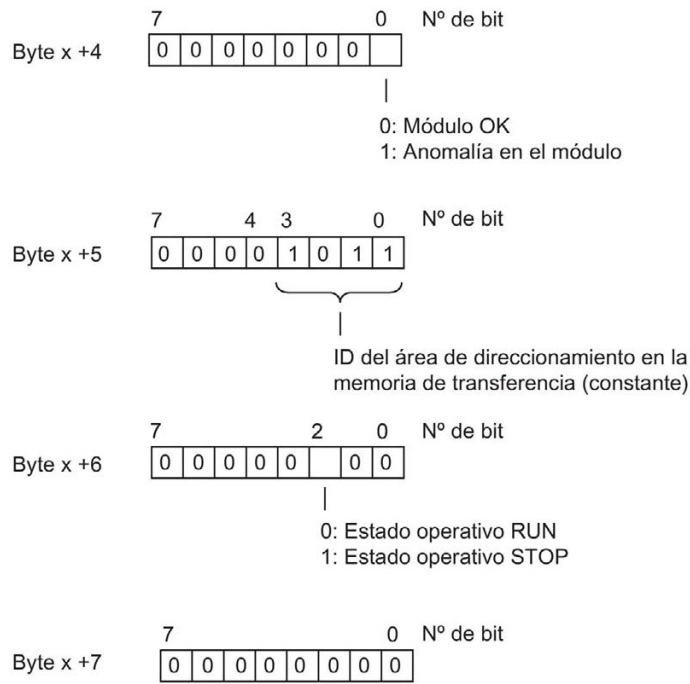 7 0 Nº de bit
Byte x +4 0 0 0 0 0 0 0
0: Módulo OK
1: Anomalía en el módulo
7 4 3 0 Nº de bit
Byte x +5 0 0 0 0 1 0 1 1
ID del área de direccionamiento en la
memoria de transferencia (constante)
7 2 0 Nº de bit
Byte x +6 0 0 0 0 0 0 0
0: Estado operativo RUN
1: Estado operativo STOP
7 0 Nº de bit
Byte x +7 0 0 0 0 0 0 0 0